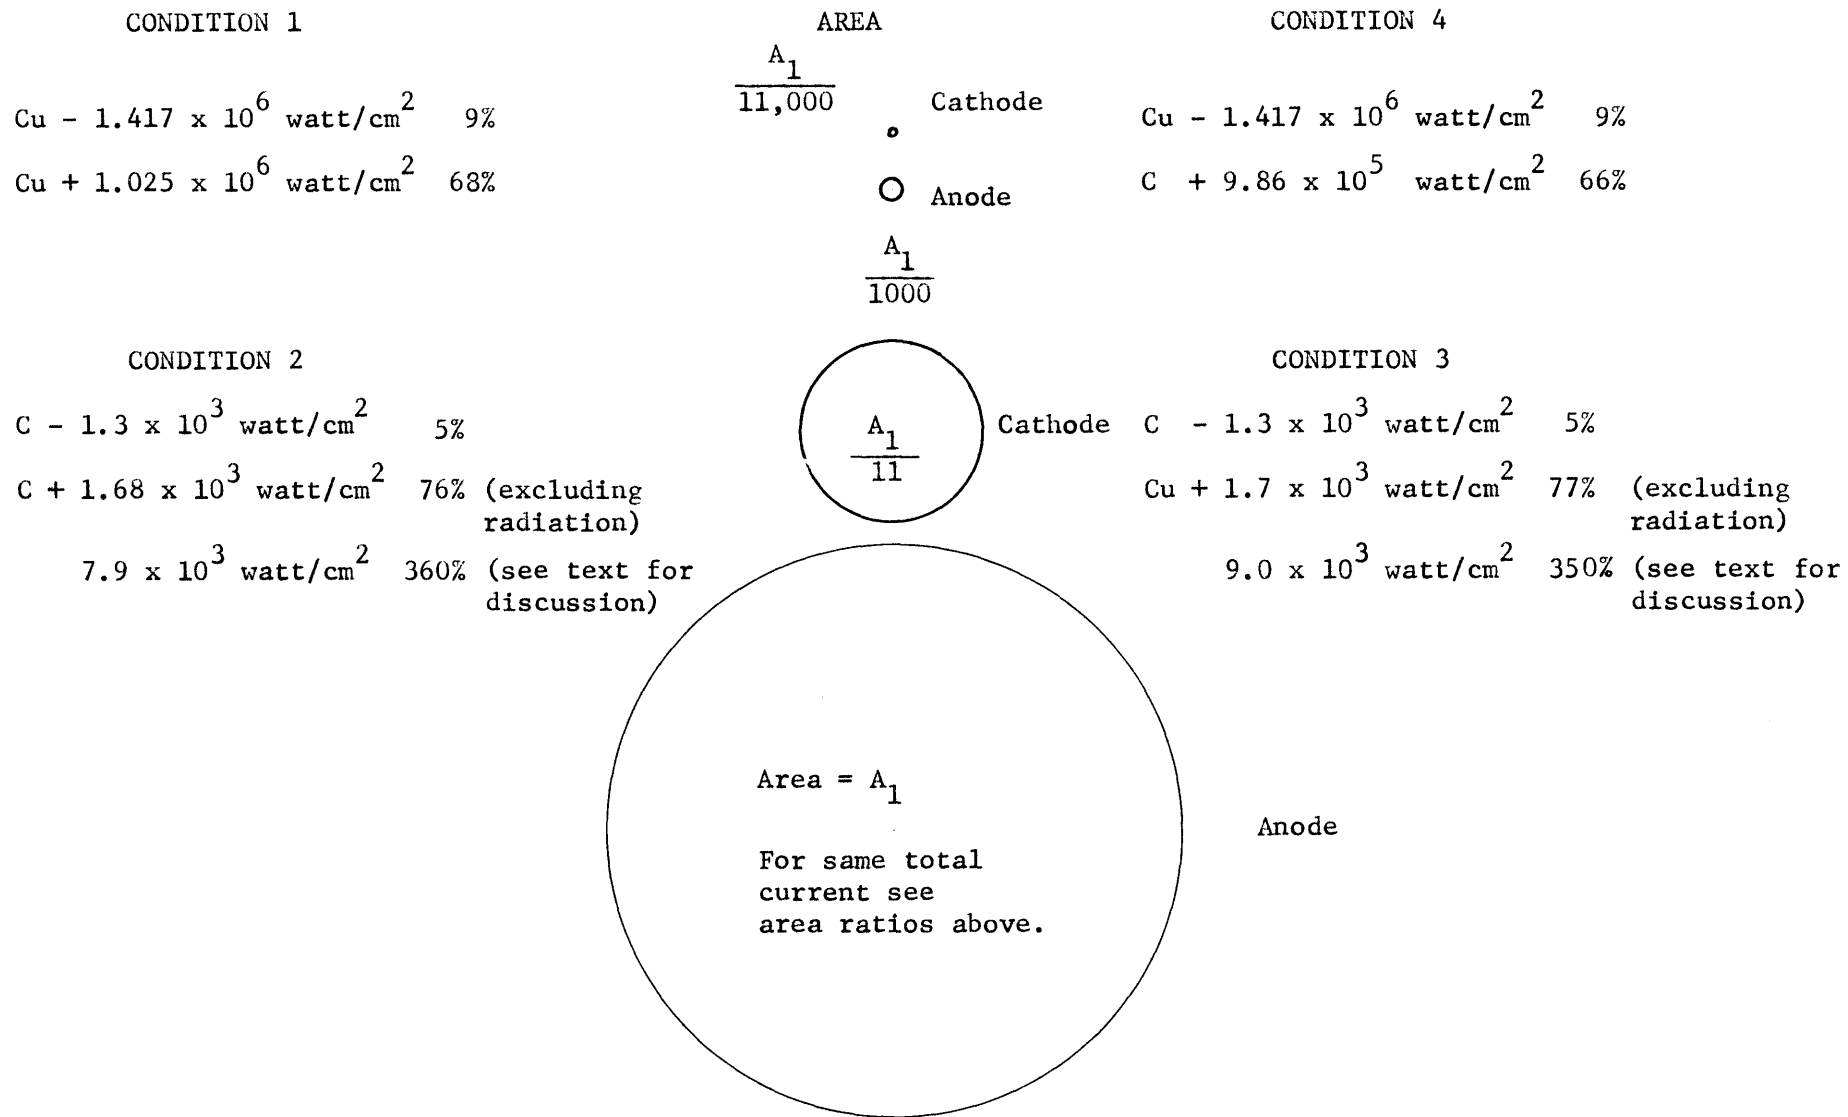 CONDITION 1
Cu - 1.417 x 10^6 watt/cm^2 9%
Cu + 1.025 x 10^6 watt/cm^2 68%
AREA
A_1
11,000
Cathode
Anode
A_1
1000
CONDITION 4
Cu - 1.417 x 10^6 watt/cm^2 9%
C + 9.86 x 10^5 watt/cm^2 66%
CONDITION 2
C - 1.3 x 10^3 watt/cm^2 5%
C + 1.68 x 10^3 watt/cm^2 76% (excluding
radiation)
7.9 x 10^3 watt/cm^2 360% (see text for
discussion)
A_1
11
Cathode
CONDITION 3
C - 1.3 x 10^3 watt/cm^2 5%
Cu + 1.7 x 10^3 watt/cm^2 77% (excluding
radiation)
9.0 x 10^3 watt/cm^2 350% (see text for
discussion)
Area = A_1
For same total
current see
area ratios above.
Anode